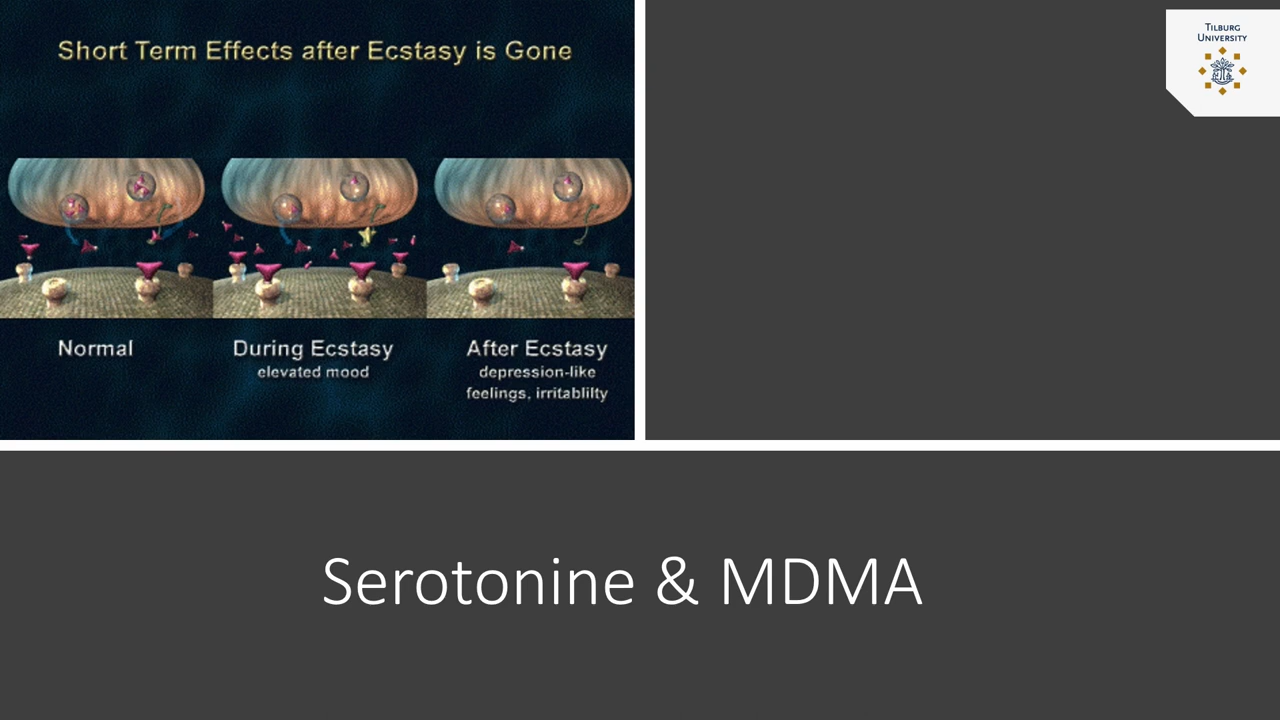 Short Term Effects after Ecstasy is Gone
TILBURG
UNIVERSITY
Normal
During Ecstasy
elevated mood
After Ecstasy
depression-like
feelings, irritablilty
Serotonine & MDMA